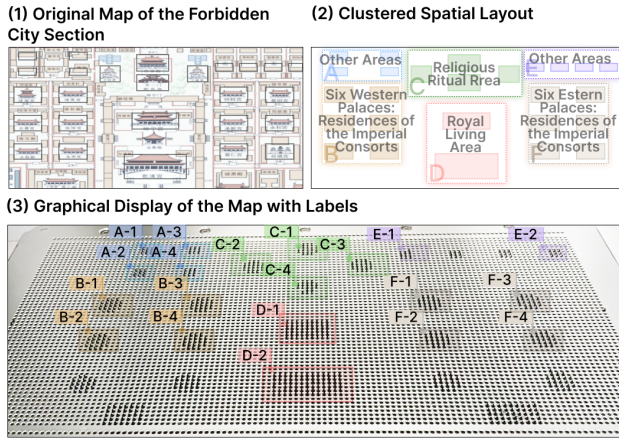 (1) Original Map of the Forbidden
City Section
(2) Clustered Spatial Layout
Other Areas
A
Religious
Ritual Rrea
C
Other Areas
E
Six Western
Palaces:
Residences of
the Imperial
Consorts
B
Royal
Living
Area
D
Six Estern
Palaces:
Residences of
the Imperial
Consorts
F
(3) Graphical Display of the Map with Labels
A-1
A-3
C-1
E-1
E-2
A-2
A-4
C-2
C-3
C-4
B-1
B-3
F-1
F-3
B-2
B-4
D-1
F-2
F-4
D-2